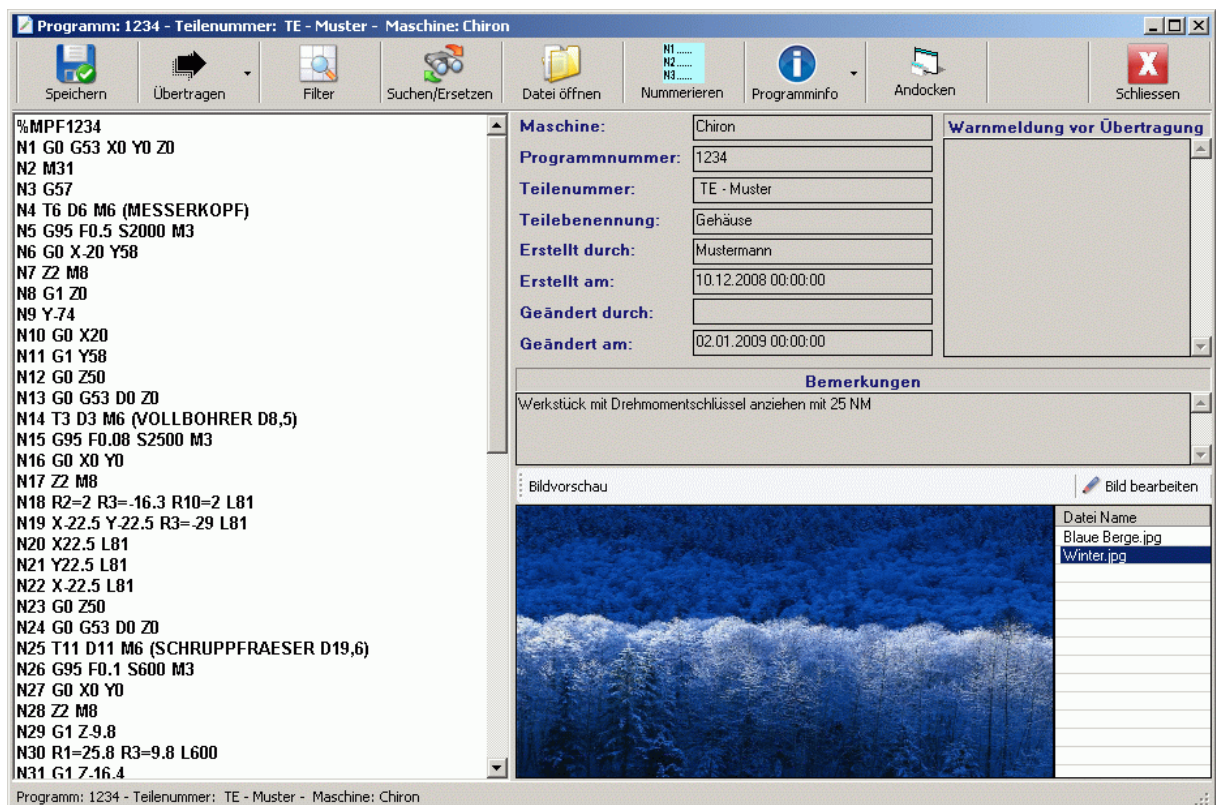 Programm: 1234 - Teilenummer: TE - Muster - Maschine: Chiron
Speichern
Übertragen
Filter
Suchen/Ersetzen
Datei öffnen
N1 ......
N2 ......
N3 ......
Nummerieren
Programminfo
Andocken
X
Schliessen
%MPF1234
N1 G0 G53 X0 Y0 Z0
N2 M31
N3 G57
N4 T6 D6 M6 (MESSERKOPF)
N5 G95 F0.5 S2000 M3
N6 G0 X-20 Y58
N7 Z2 M8
N8 G1 Z0
N9 Y-74
N10 G0 X20
N11 G1 Y58
N12 G0 Z50
N13 G0 G53 D0 Z0
N14 T3 D3 M6 (VOLLBOHRER D8,5)
N15 G95 F0.08 S2500 M3
N16 G0 X0 Y0
N17 Z2 M8
N18 R2=2 R3=-16.3 R10=2 L81
N19 X-22.5 Y-22.5 R3=-29 L81
N20 X22.5 L81
N21 Y22.5 L81
N22 X-22.5 L81
N23 G0 Z50
N24 G0 G53 D0 Z0
N25 T11 D11 M6 (SCHRUPPFRAESER D19,6)
N26 G95 F0.1 S600 M3
N27 G0 X0 Y0
N28 Z2 M8
N29 G1 Z-9.8
N30 R1=25.8 R3=9.8 L600
N31 G1 Z-16.4
Maschine: Chiron
Programmnummer: 1234
Teilenummer: TE - Muster
Teilebenennung: Gehäuse
Erstellt durch: Mustermann
Erstellt am: 10.12.2008 00:00:00
Geändert durch:
Geändert am: 02.01.2009 00:00:00
Warnmeldung vor Übertragung
Bemerkungen
Werkstück mit Drehmomentschlüssel anziehen mit 25 NM
Bildvorschau
Bild bearbeiten
Datei Name
Blaue Berge.jpg
Winter.jpg
Programm: 1234 - Teilenummer: TE - Muster - Maschine: Chiron